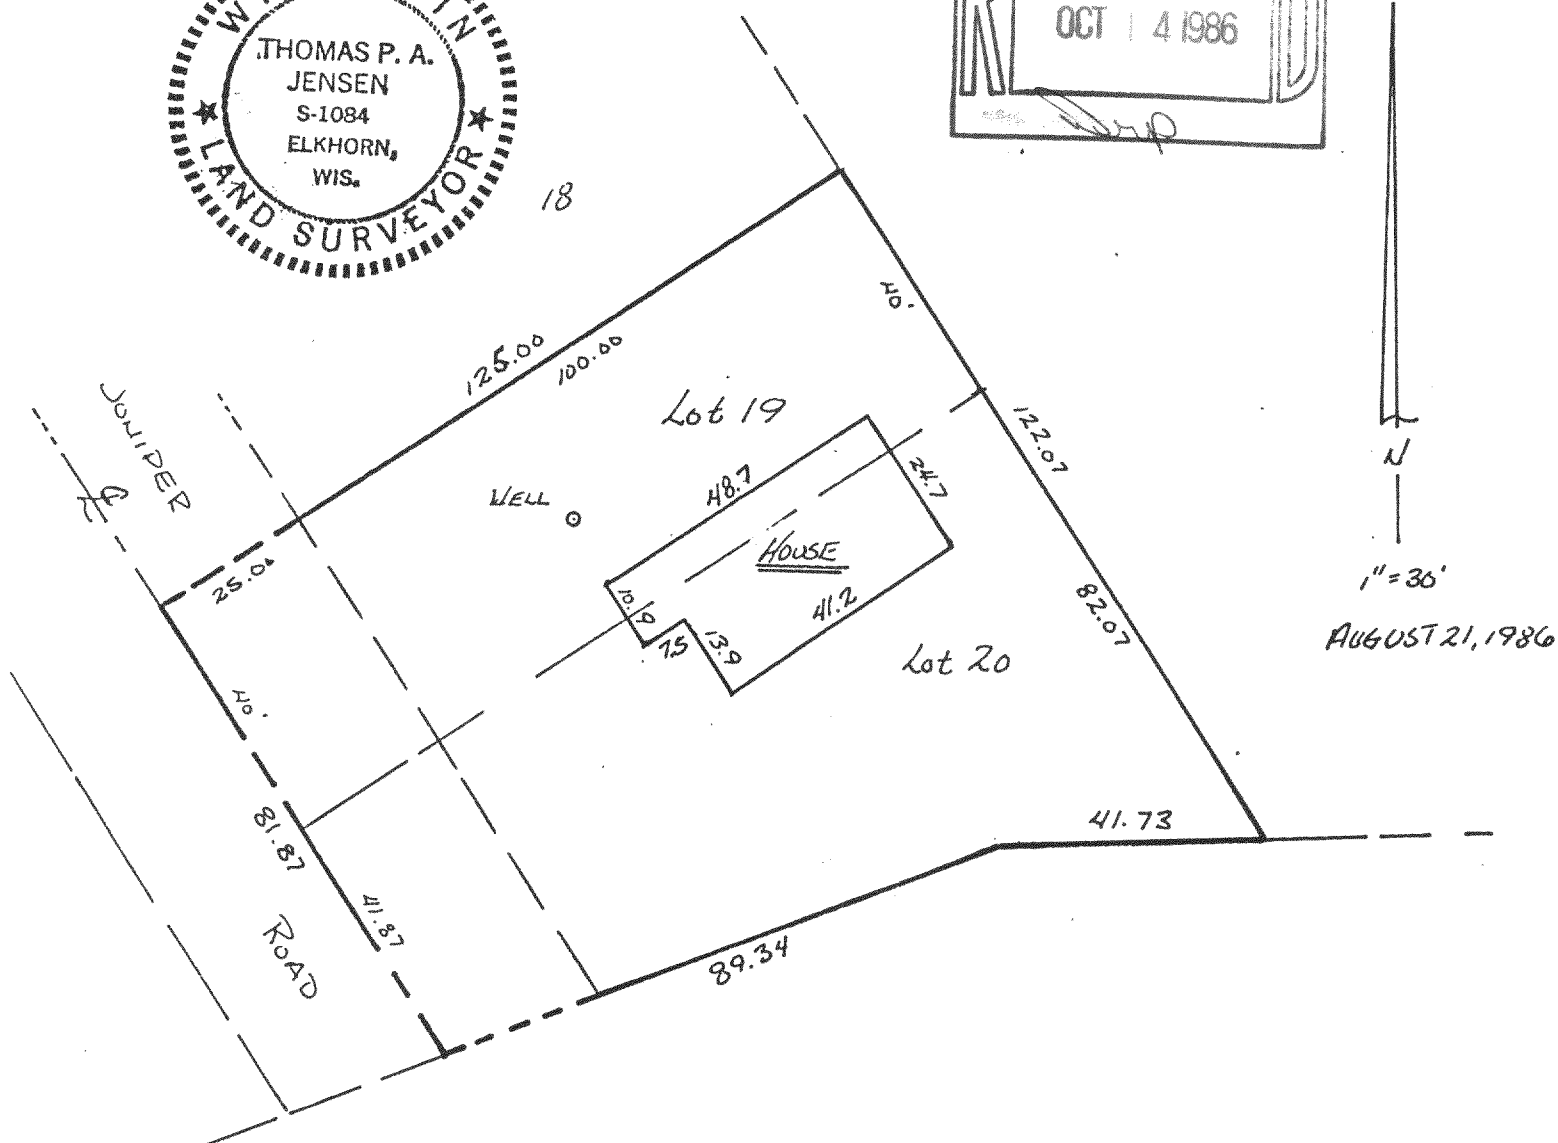 THOMAS P. A.
JENSEN
S-1084
ELKHORN,
WIS.
LAND SURVEYOR
OCT 14 1986
18
40.
125.00
100.00
Lot 19
122.07
24.7
48.7
WELL
HOUSE
JUNIPER
25.00
10.9
7.5
13.9
41.2
82.07
Lot 20
N
1"=30'
AUGUST 21, 1986
40.
81.87
41.87
ROAD
41.73
89.34